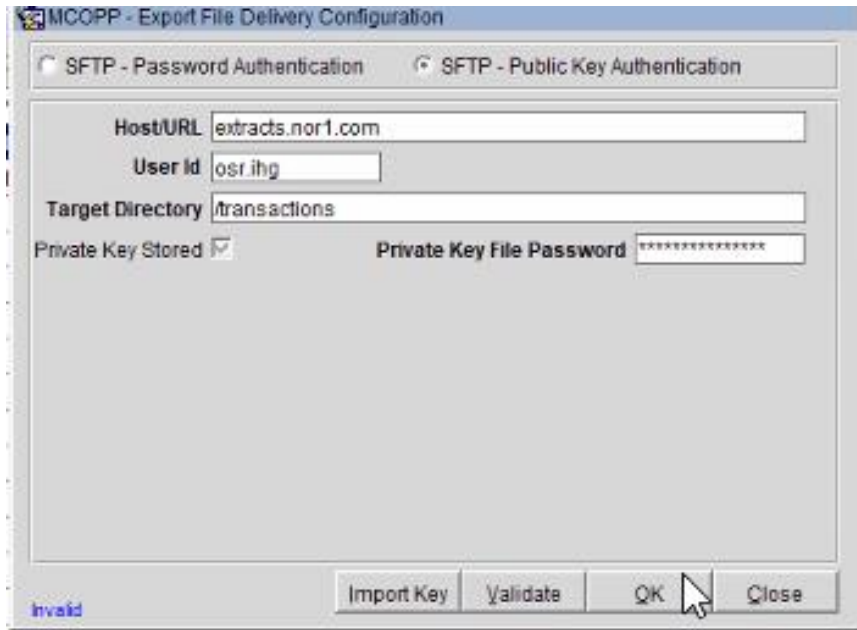 MCOPP - Export File Delivery Configuration
SFTP - Password Authentication SFTP - Public Key Authentication
Host/URL extracts.nor1.com
User Id osr.ihg
Target Directory /transactions
Private Key Stored Private Key File Password ***************
Import Key Validate OK Close
Invalid